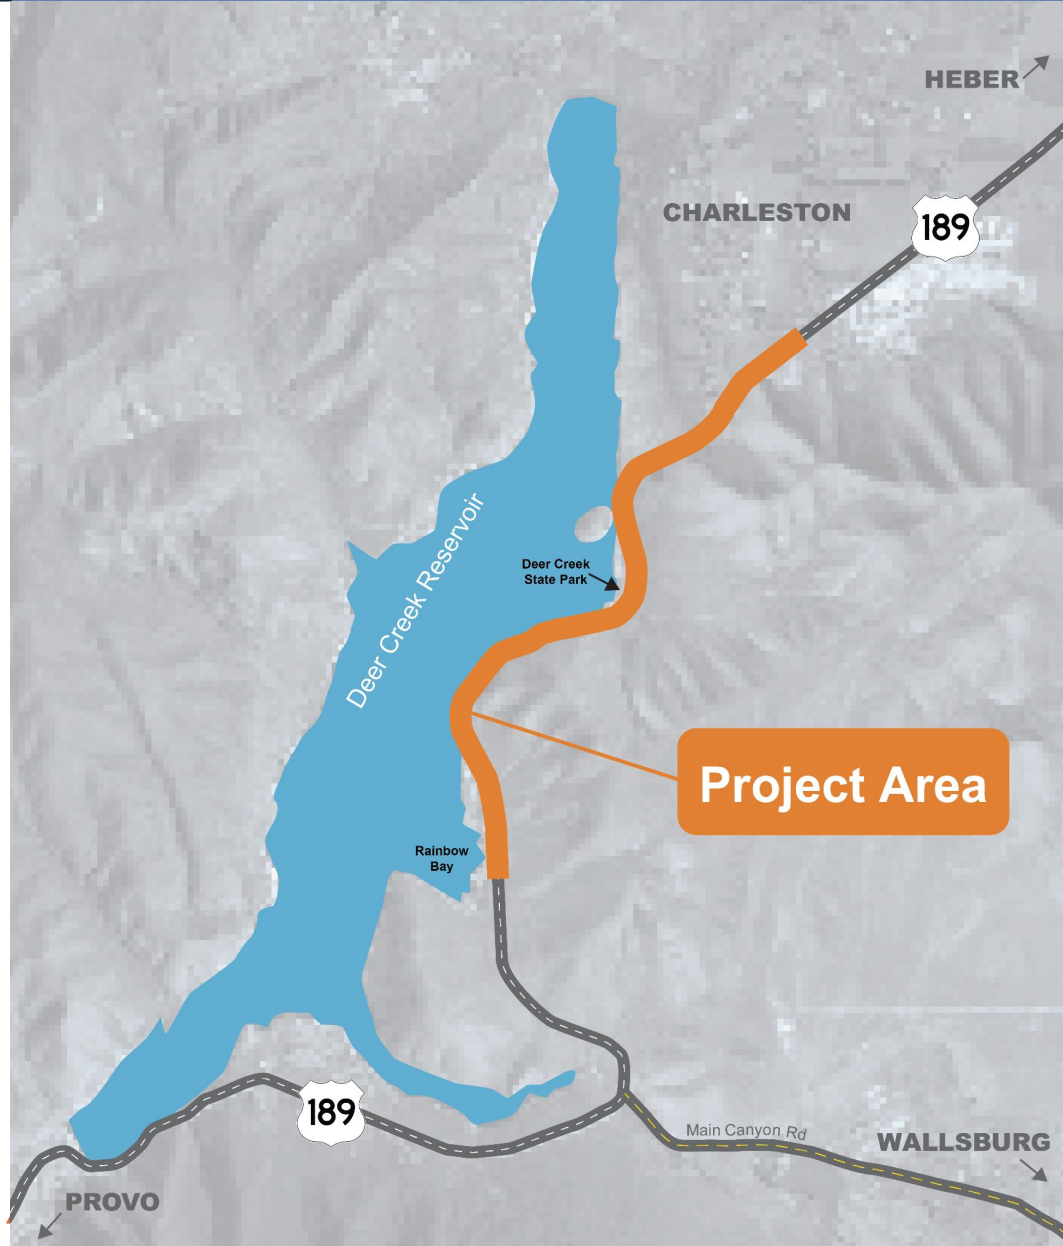 HEBER
CHARLESTON
189
Deer Creek Reservoir
Deer Creek
State Park
Project Area
Rainbow
Bay
189
Main Canyon Rd
WALLSBURG
PROVO